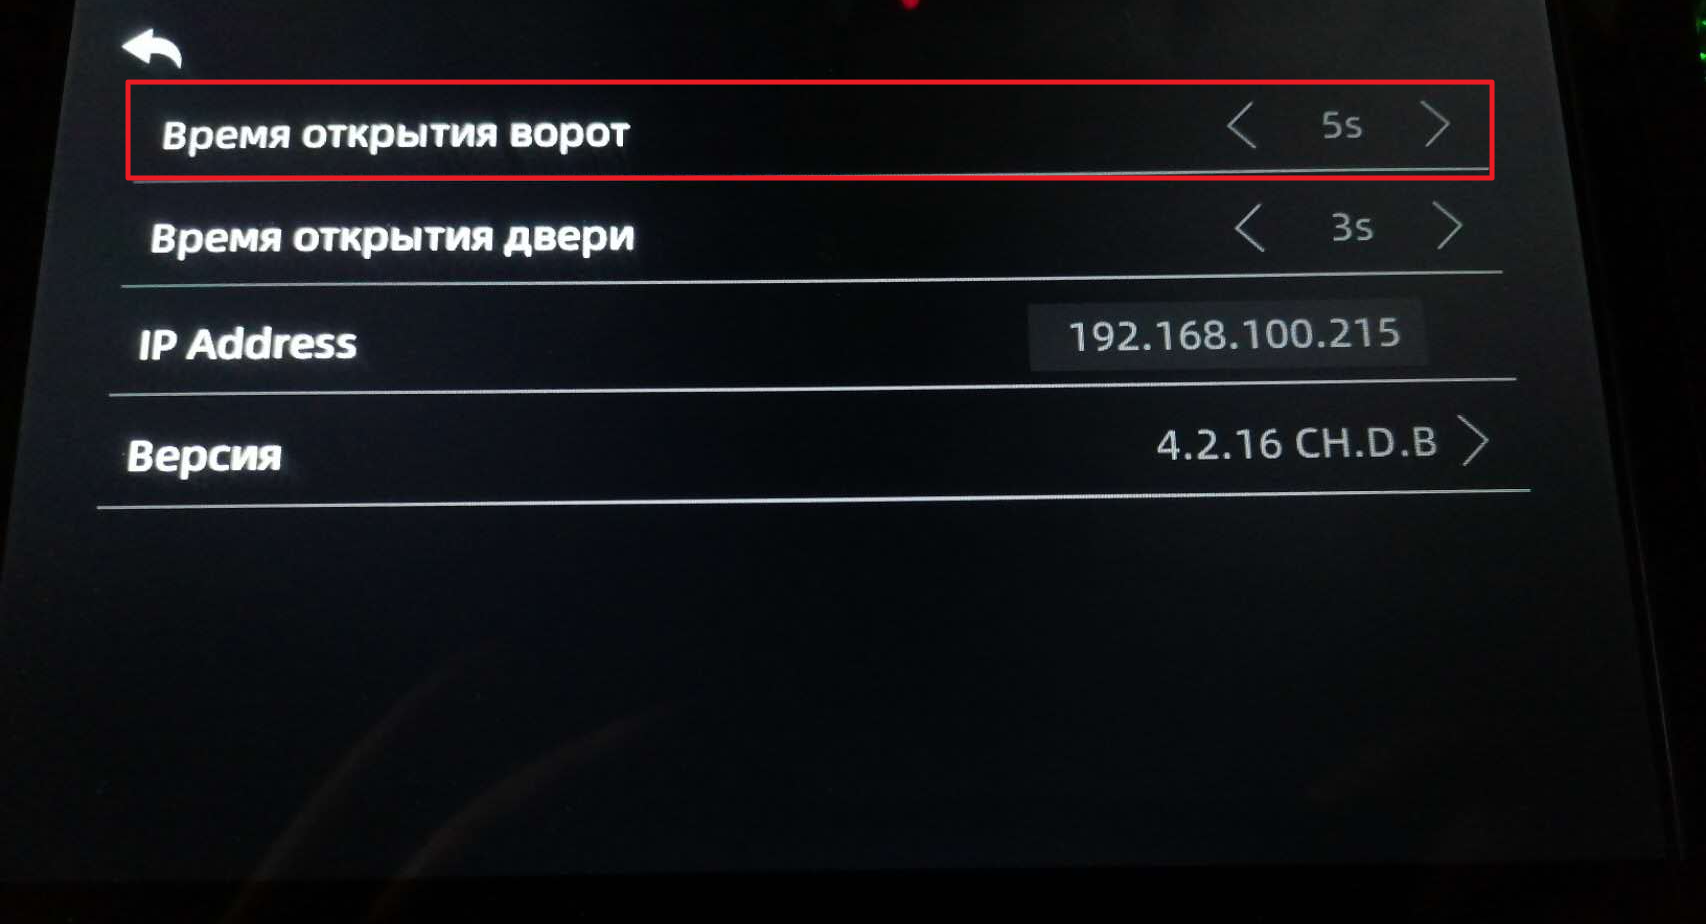 Время открытия ворот 5s
Время открытия двери 3s
IP Address 192.168.100.215
Версия 4.2.16 CH.D.B